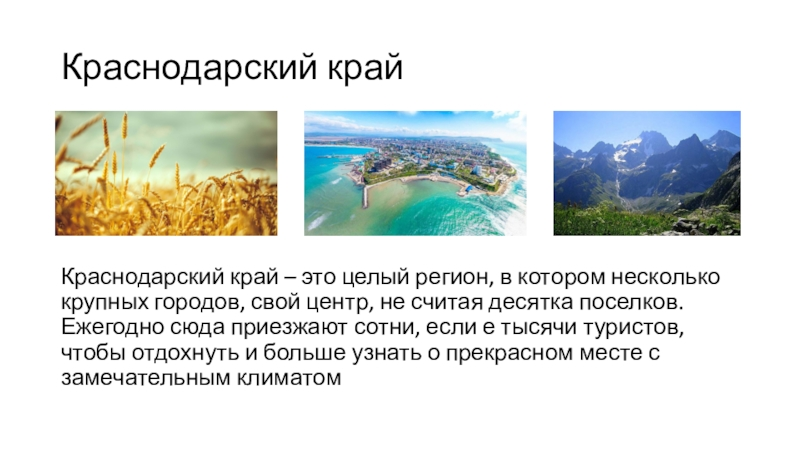 Краснодарский край
Краснодарский край – это целый регион, в котором несколько
крупных городов, свой центр, не считая десятка поселков.
Ежегодно сюда приезжают сотни, если е тысячи туристов,
чтобы отдохнуть и больше узнать о прекрасном месте с
замечательным климатом